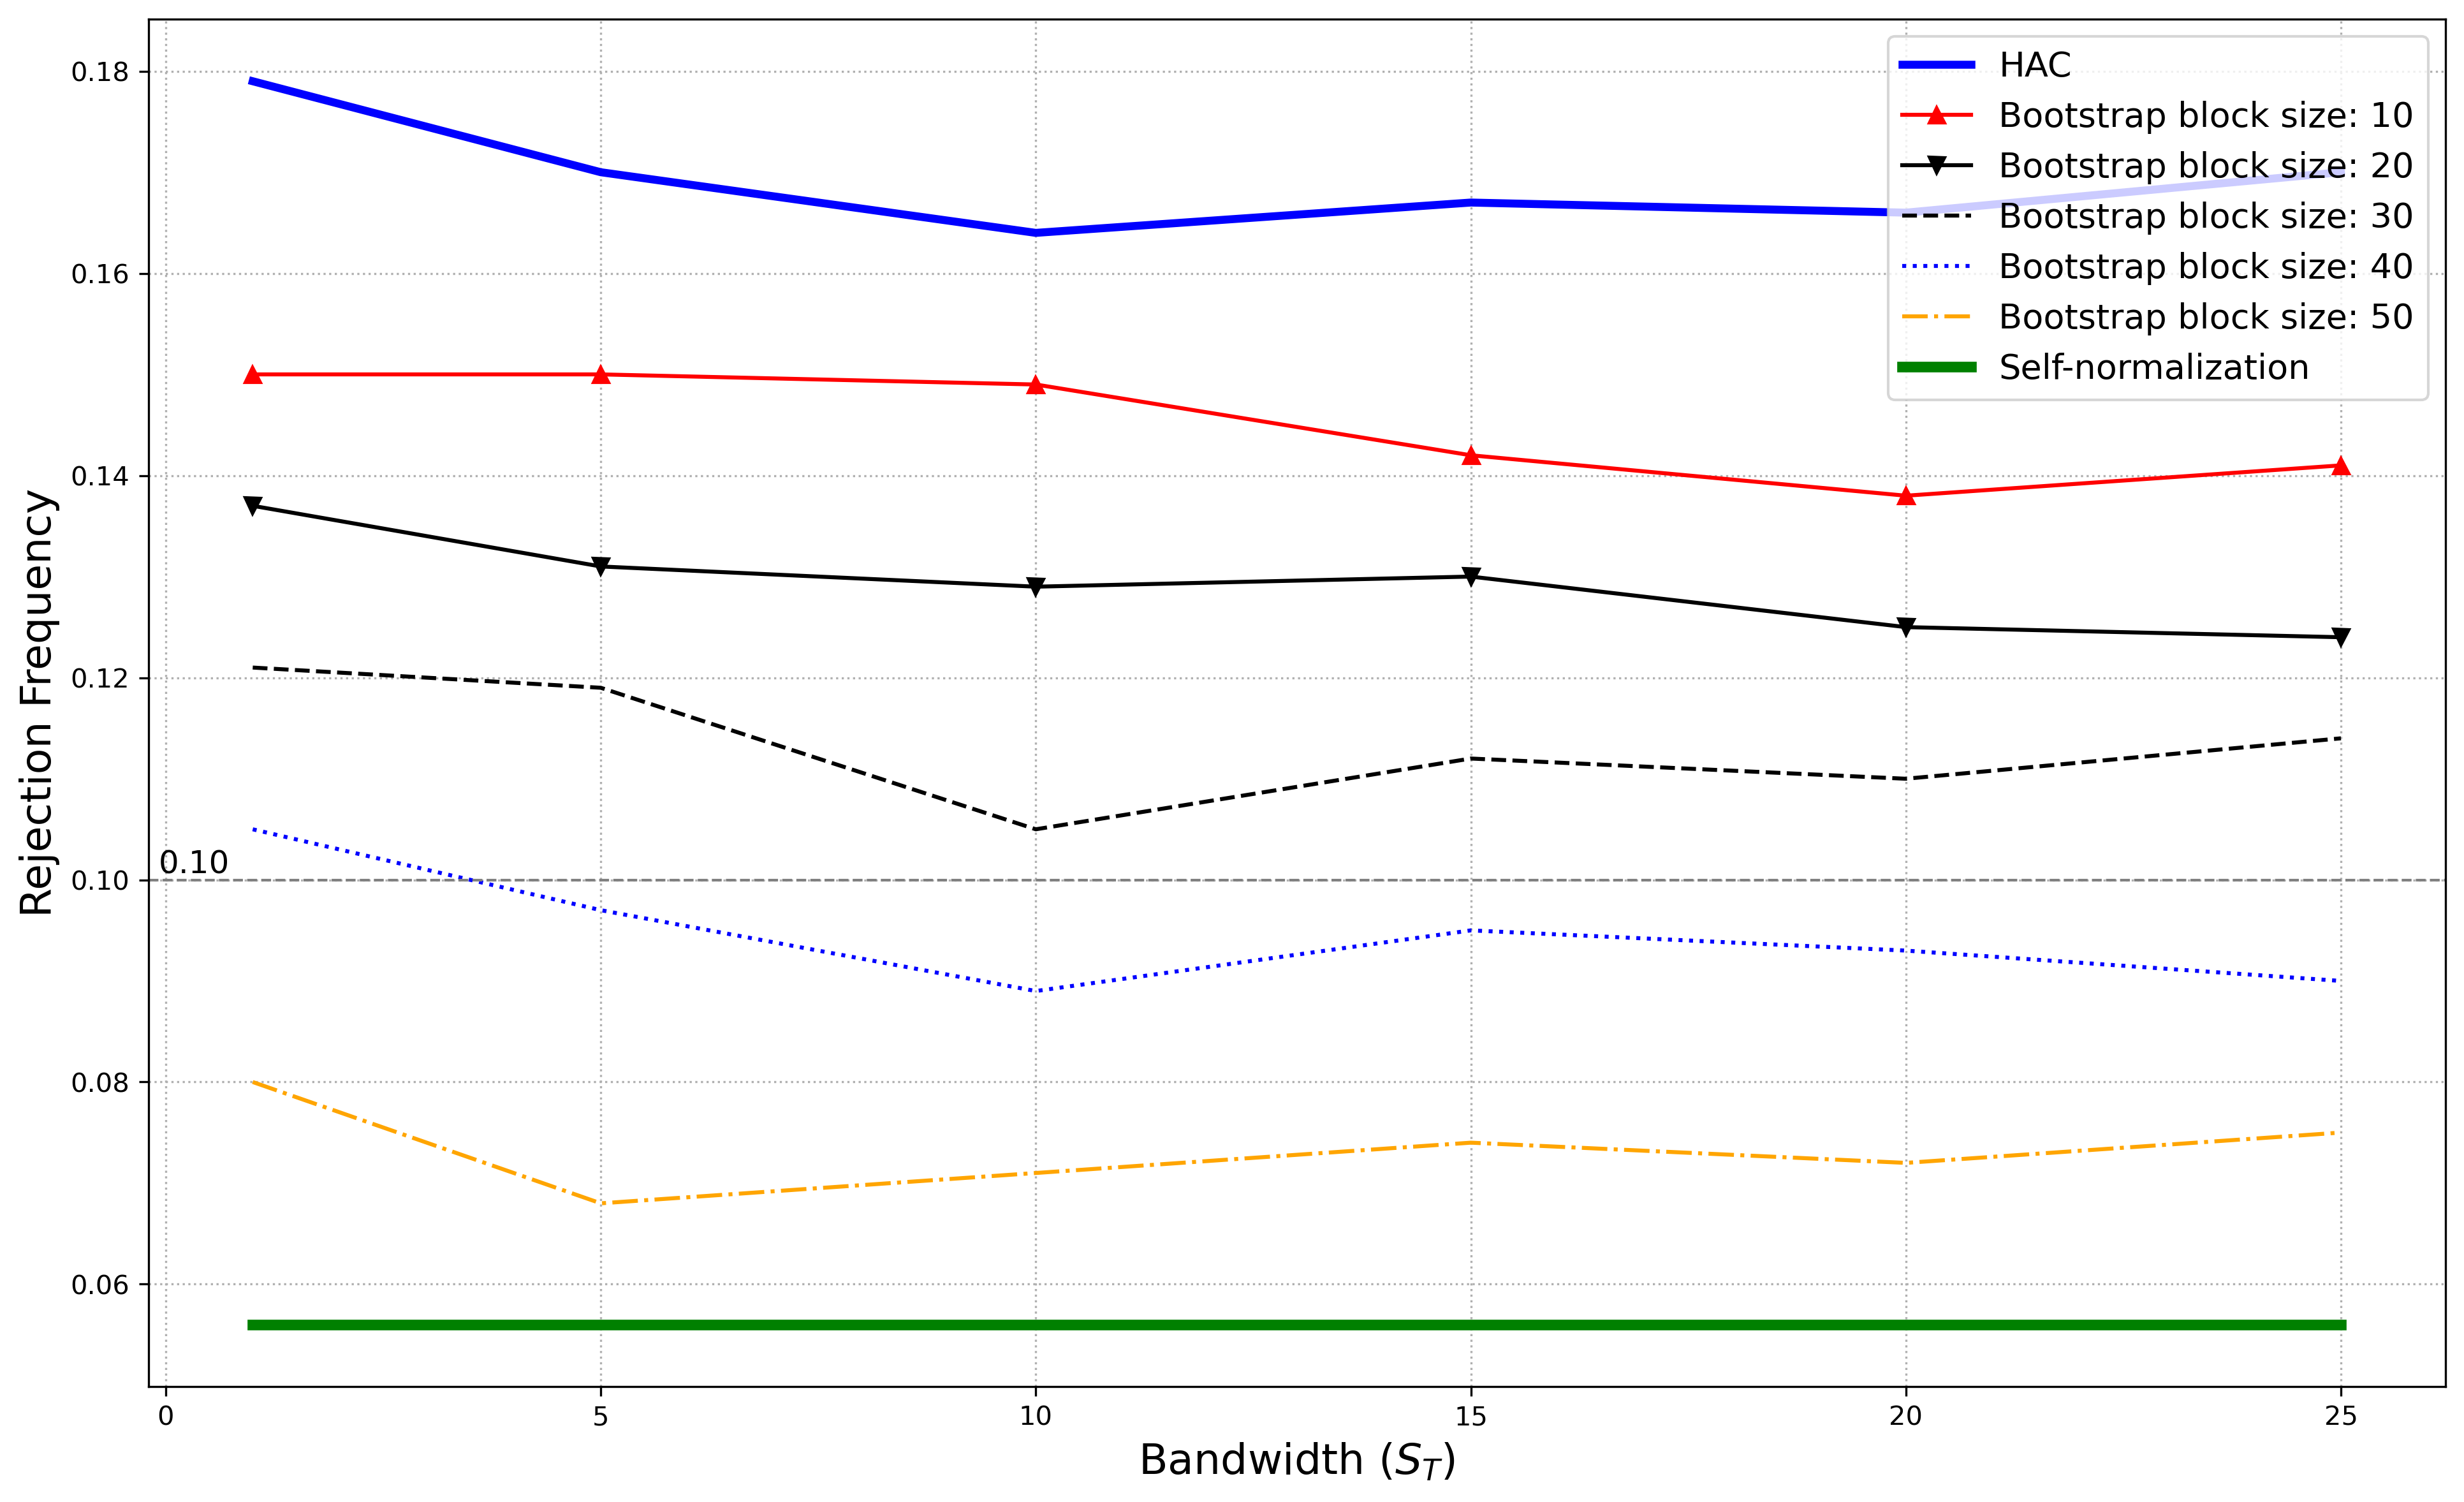 0.18
0.16
0.14
0.12
0.10
0.08
0.06
0.10
Rejection Frequency
HAC
Bootstrap block size: 10
Bootstrap block size: 20
Bootstrap block size: 30
Bootstrap block size: 40
Bootstrap block size: 50
Self-normalization
0 5 10 15 20 25
Bandwidth (S_T)